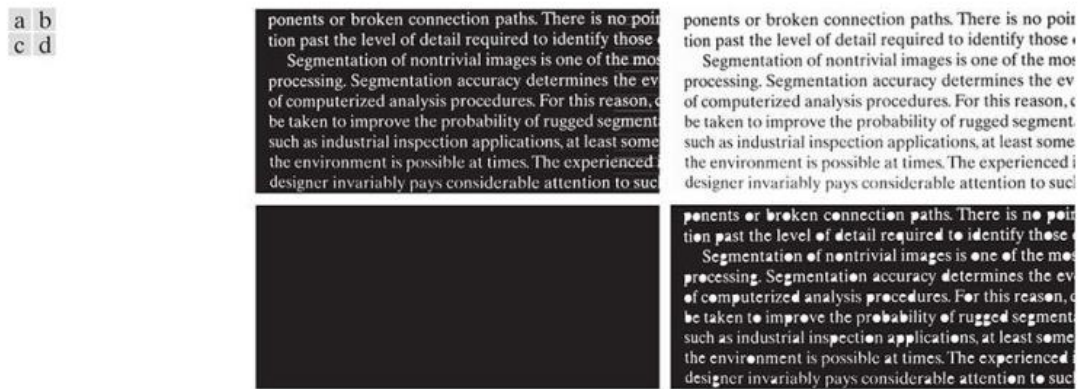 a b
c d
ponents or broken connection paths. There is no poin
tion past the level of detail required to identify those
Segmentation of nontrivial images is one of the mos
processing. Segmentation accuracy determines the ev
of computerized analysis procedures. For this reason, c
be taken to improve the probability of rugged segment
such as industrial inspection applications, at least some
the environment is possible at times. The experienced i
designer invariably pays considerable attention to suc
ponents or broken connection paths. There is no poin
tion past the level of detail required to identify those
Segmentation of nontrivial images is one of the mos
processing. Segmentation accuracy determines the ev
of computerized analysis procedures. For this reason, c
be taken to improve the probability of rugged segment
such as industrial inspection applications, at least some
the environment is possible at times. The experienced i
designer invariably pays considerable attention to suc
ponents or broken connection paths. There is no poin
tion past the level of detail required to identify those
Segmentation of nontrivial images is one of the mos
processing. Segmentation accuracy determines the ev
of computerized analysis procedures. For this reason, c
be taken to improve the probability of rugged segment
such as industrial inspection applications, at least some
the environment is possible at times. The experienced i
designer invariably pays considerable attention to suc